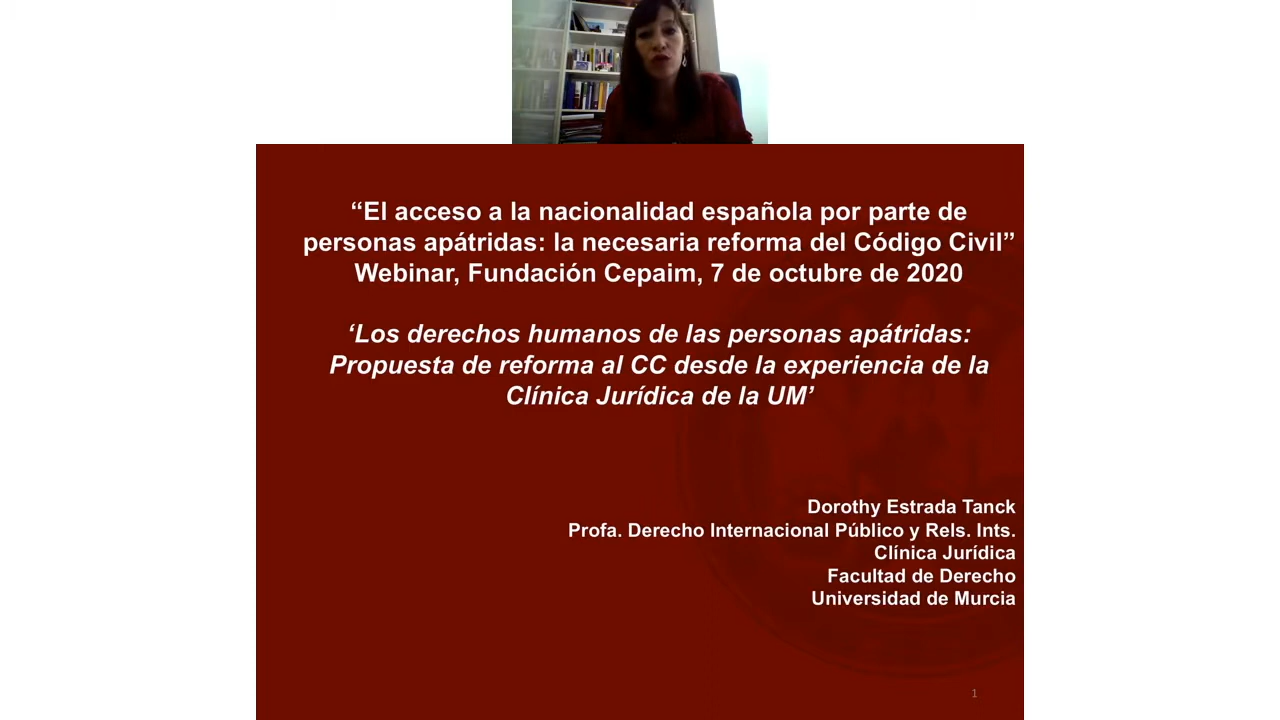 “El acceso a la nacionalidad española por parte de
personas apátridas: la necesaria reforma del Código Civil”
Webinar, Fundación Cepaim, 7 de octubre de 2020
‘Los derechos humanos de las personas apátridas:
Propuesta de reforma al CC desde la experiencia de la
Clínica Jurídica de la UM’
Dorothy Estrada Tanck
Profa. Derecho Internacional Público y Rels. Ints.
Clínica Jurídica
Facultad de Derecho
Universidad de Murcia
1